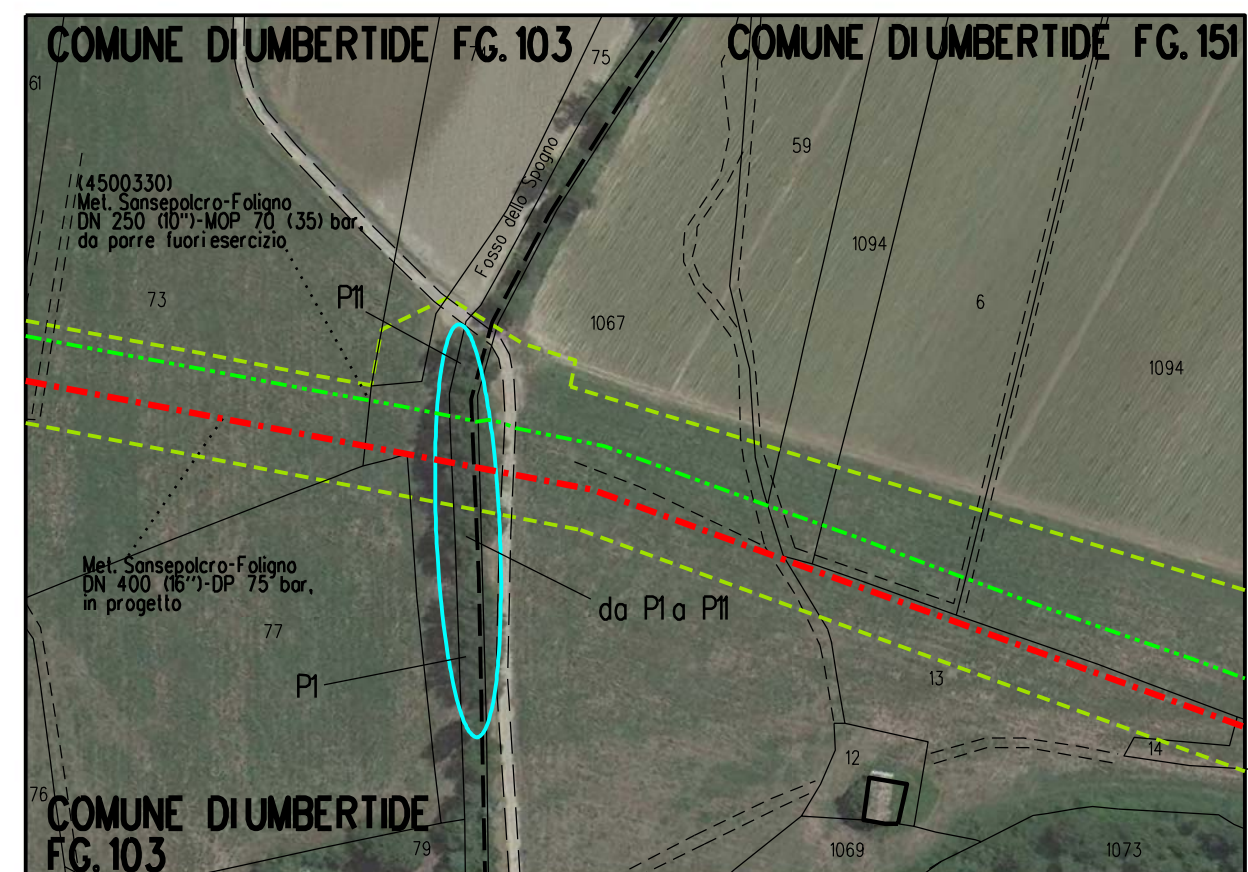 COMUNE DI UMBERTIDE FG. 103
COMUNE DI UMBERTIDE FG. 151
75
61
59
(4500330)
Met. Sansepolcro-Foligno
DN 250 (10")-MOP 70 (35) bar,
da porre fuori esercizio
Fosso dello Spogno
1094
73
P11
6
1067
1094
Met. Sansepolcro-Foligno
DN 400 (16'')-DP 75 bar,
in progetto
da P1 a P11
77
P1
13
14
12
76
COMUNE DI UMBERTIDE
FG. 103
79
1069
1073